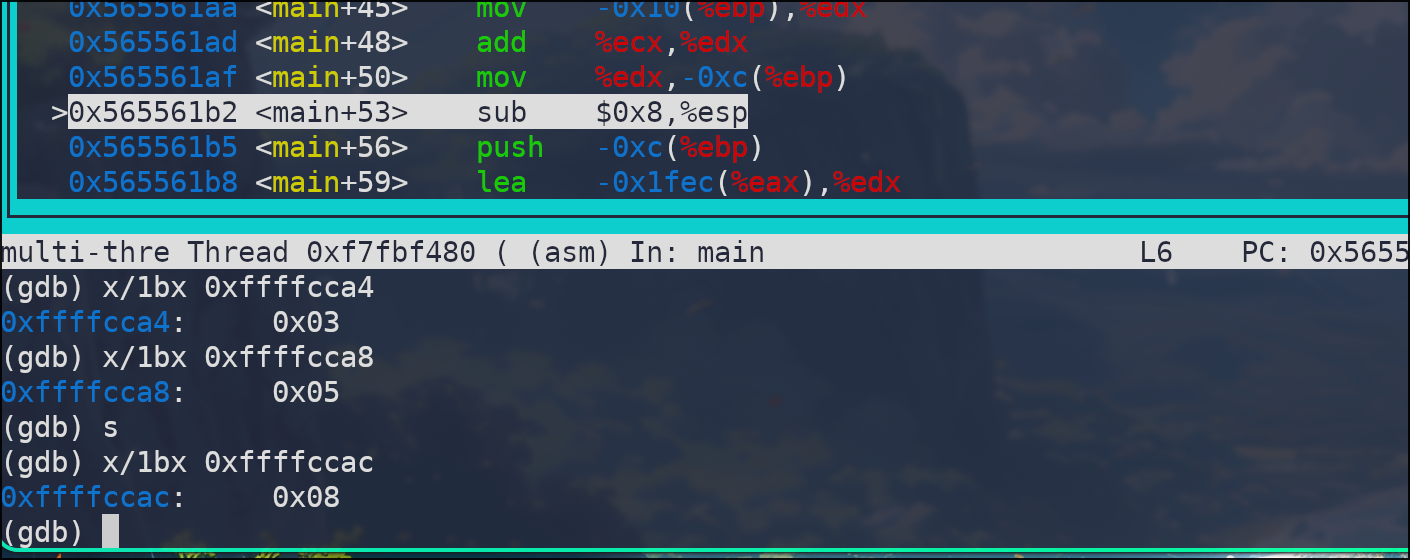 0x565561aa <main+45> mov -0x10(%ebp),%edx
0x565561ad <main+48> add %ecx,%edx
0x565561af <main+50> mov %edx,-0xc(%ebp)
>0x565561b2 <main+53> sub $0x8,%esp
0x565561b5 <main+56> push -0xc(%ebp)
0x565561b8 <main+59> lea -0x1fec(%eax),%edx
multi-thre Thread 0xf7fbf480 ( (asm) In: main L6 PC: 0x5655
(gdb) x/1bx 0xffffcca4
0xffffcca4: 0x03
(gdb) x/1bx 0xffffcca8
0xffffcca8: 0x05
(gdb) s
(gdb) x/1bx 0xffffccac
0xffffccac: 0x08
(gdb)